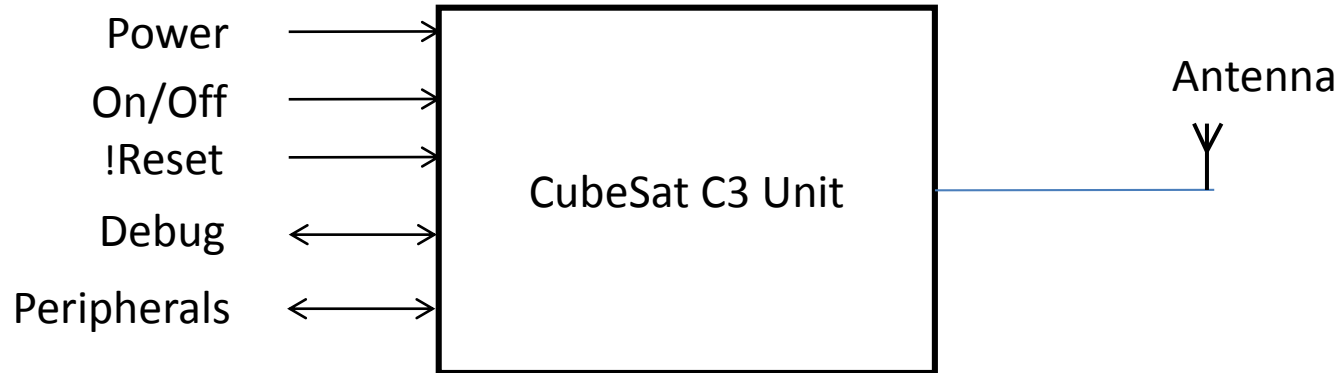 Power
On/Off
!Reset
Debug
Peripherals
CubeSat C3 Unit
Antenna